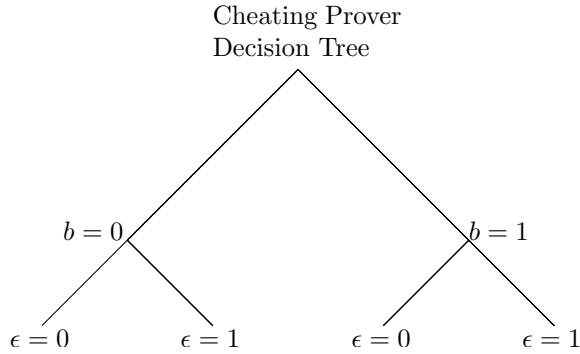 Cheating Prover
Decision Tree
b = 0
b = 1
ϵ = 0
ϵ = 1
ϵ = 0
ϵ = 1